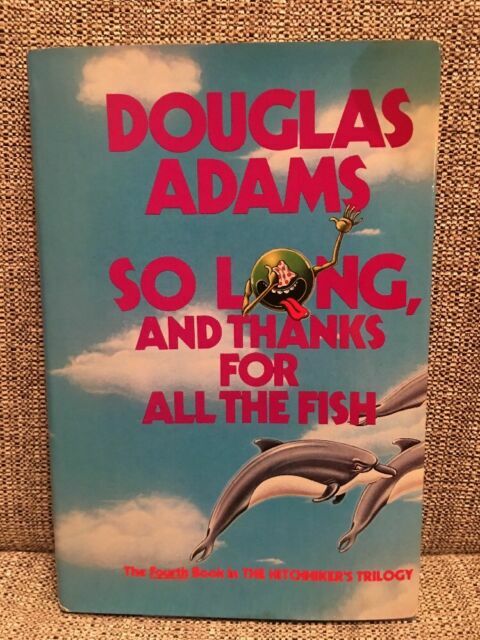 DOUGLAS
ADAMS
SO LONG,
AND THANKS
FOR
ALL THE FISH
The Fourth Book in THE HITCHHIKER'S TRILOGY